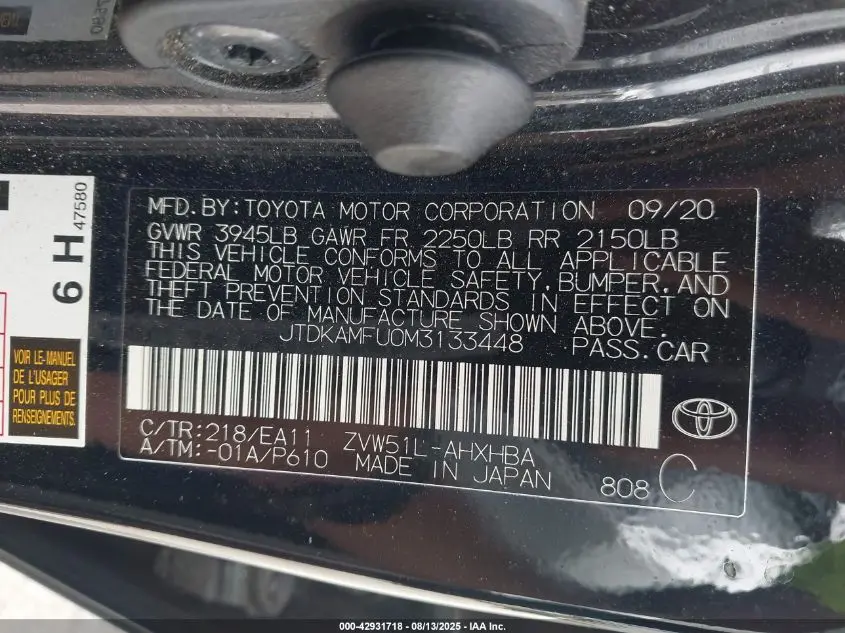 MFD.BY:TOYOTA MOTOR CORPORATION 09/20
GVWR 3945LB GAWR FR 2250LB RR 2150LB
THIS VEHICLE CONFORMS TO ALL APPLICABLE
FEDERAL MOTOR VEHICLE SAFETY,BUMPER,AND
THEFT PREVENTION STANDARDS IN EFFECT ON
THE DATE OF MANUFACTURE SHOWN ABOVE.
JTDKAMFU0M3133448 PASS.CAR
C/TR:218/EA11 ZVW51L-AHXHBA
A/TM:-01A/P610 MADE IN JAPAN
808 C
6 H
47580
VOIR LE-MANUEL
DE L'USAGER
POUR PLUS DE
RENSEIGNEMENTS.
000-42931718 - 08/13/2025 - IAA Inc.